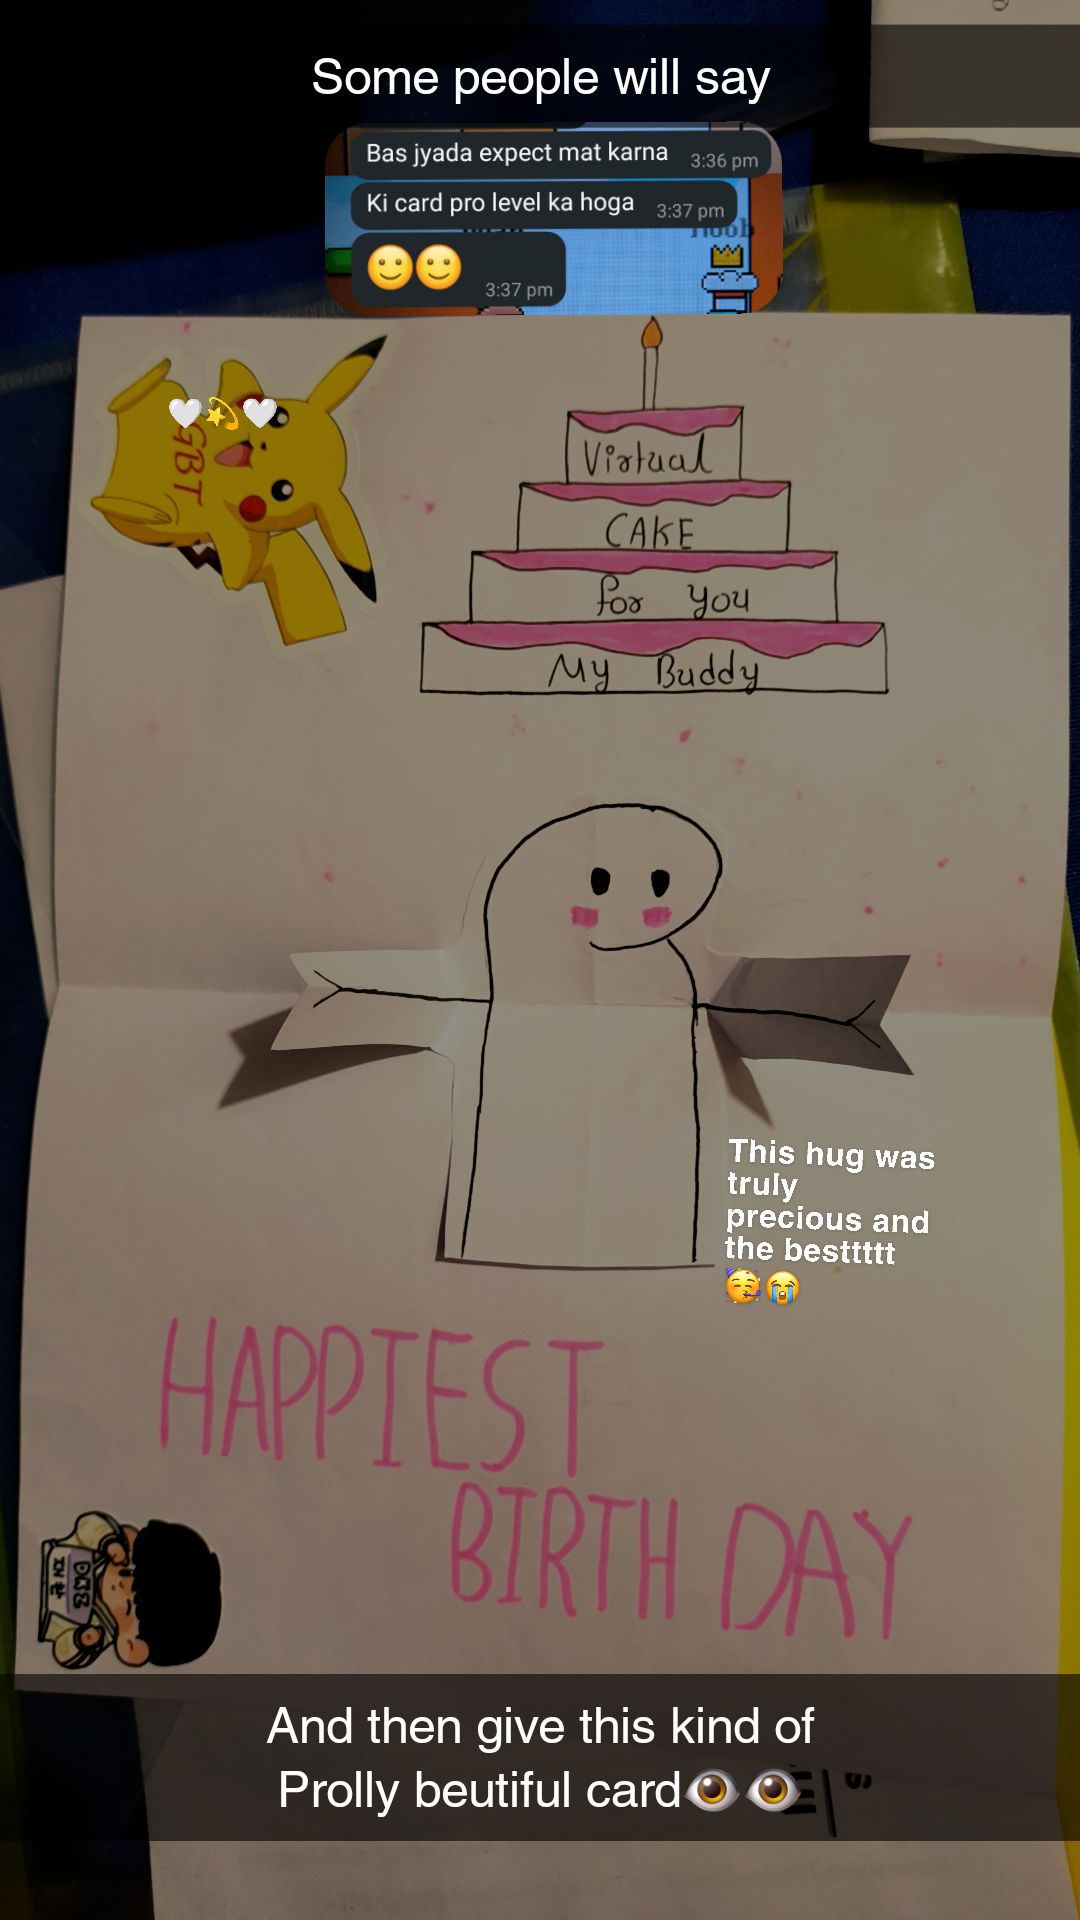 Some people will say
Bas jyada expect mat karna 3:36 pm
Ki card pro level ka hoga 3:37 pm
🙂🙂 3:37 pm
🤍💫🤍
GBT
Virtual
CAKE
for you
My Buddy
This hug was
truly
precious and
the besttttt
🥳😭
HAPPIEST
BIRTH DAY
And then give this kind of
Prolly beutiful card👁️👁️